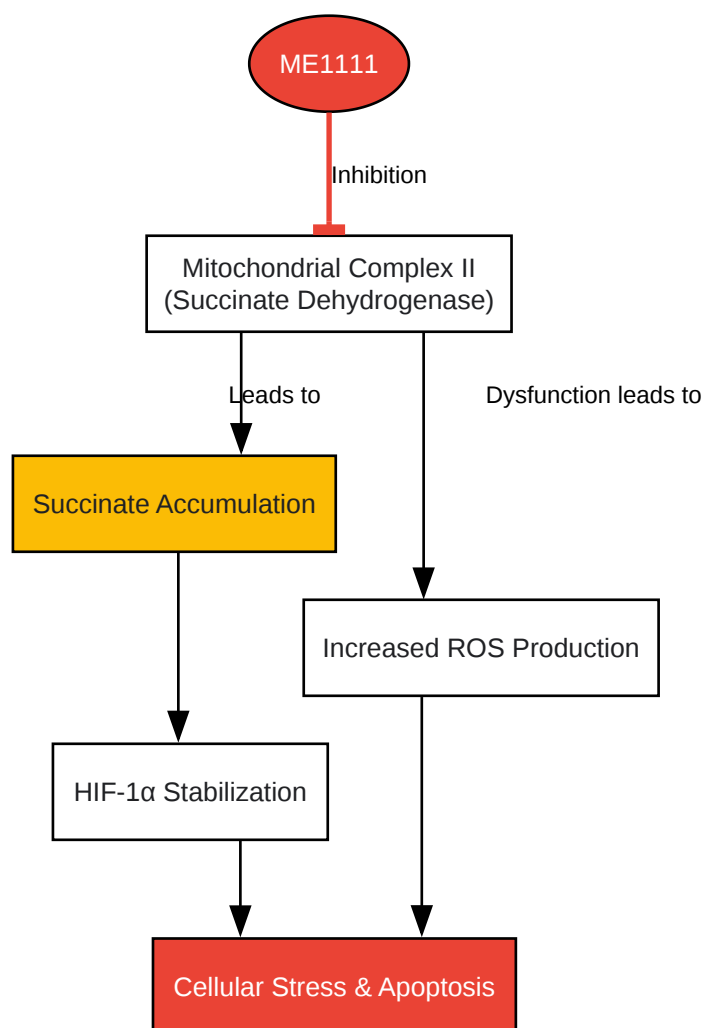 ME1111
Inhibition
Mitochondrial Complex II
(Succinate Dehydrogenase)
Leads to
Dysfunction leads to
Succinate Accumulation
Increased ROS Production
HIF-1α Stabilization
Cellular Stress & Apoptosis